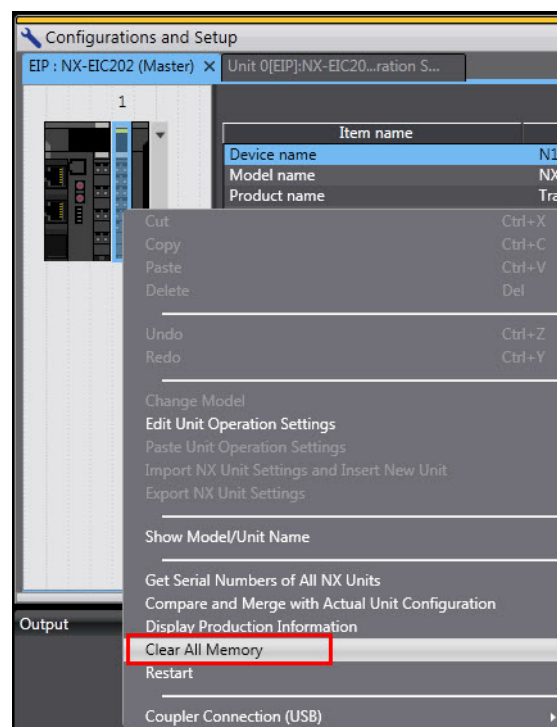 Configurations and Setup
EIP : NX-EIC202 (Master) × Unit 0[EIP]:NX-EIC20...ration S...
1
Item name
Device name N1
Model name NX
Product name Tra
Cut Ctrl+X
Copy Ctrl+C
Paste Ctrl+V
Delete Del
Undo Ctrl+Z
Redo Ctrl+Y
Change Model
Edit Unit Operation Settings
Paste Unit Operation Settings
Import NX Unit Settings and Insert New Unit
Export NX Unit Settings
Show Model/Unit Name
Get Serial Numbers of All NX Units
Compare and Merge with Actual Unit Configuration
Output
Display Production Information
Clear All Memory
Restart
Coupler Connection (USB)